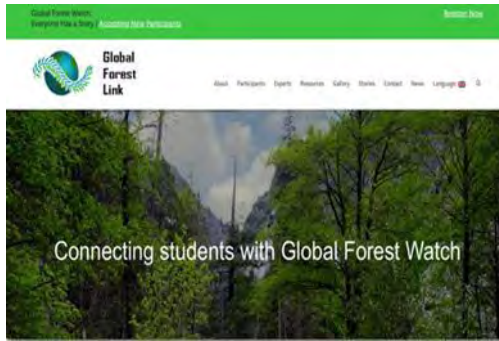 Global Forest Watch:
Everyone Has a Story | Accepting New Participants
Register Now
Global
Forest
Link
About Participants Experts Resources Gallery Stories Contact News Language
Connecting students with Global Forest Watch